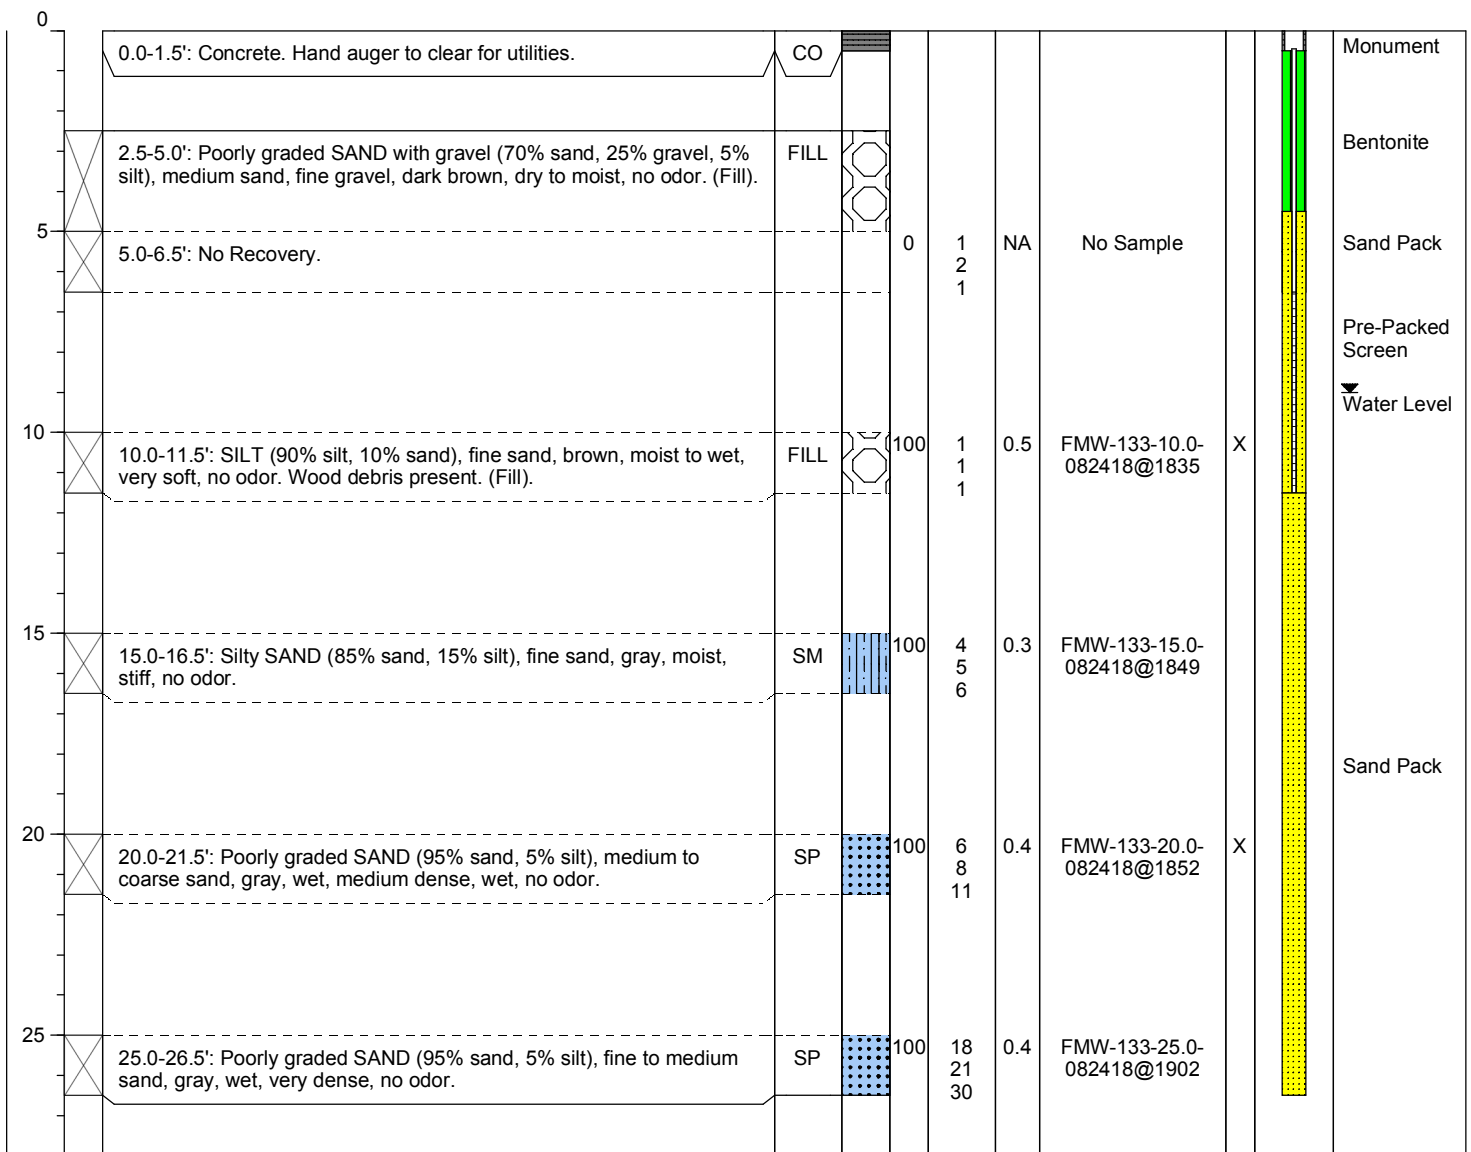 0
0.0-1.5': Concrete. Hand auger to clear for utilities.
CO
Monument
2.5-5.0': Poorly graded SAND with gravel (70% sand, 25% gravel, 5%
silt), medium sand, fine gravel, dark brown, dry to moist, no odor. (Fill).
FILL
Bentonite
5
5.0-6.5': No Recovery.
0
1
2
1
NA
No Sample
Sand Pack
Pre-Packed
Screen
Water Level
10
10.0-11.5': SILT (90% silt, 10% sand), fine sand, brown, moist to wet,
very soft, no odor. Wood debris present. (Fill).
FILL
100
1
1
1
0.5
FMW-133-10.0-
082418@1835
X
15
15.0-16.5': Silty SAND (85% sand, 15% silt), fine sand, gray, moist,
stiff, no odor.
SM
100
4
5
6
0.3
FMW-133-15.0-
082418@1849
Sand Pack
20
20.0-21.5': Poorly graded SAND (95% sand, 5% silt), medium to
coarse sand, gray, wet, medium dense, wet, no odor.
SP
100
6
8
11
0.4
FMW-133-20.0-
082418@1852
X
25
25.0-26.5': Poorly graded SAND (95% sand, 5% silt), fine to medium
sand, gray, wet, very dense, no odor.
SP
100
18
21
30
0.4
FMW-133-25.0-
082418@1902